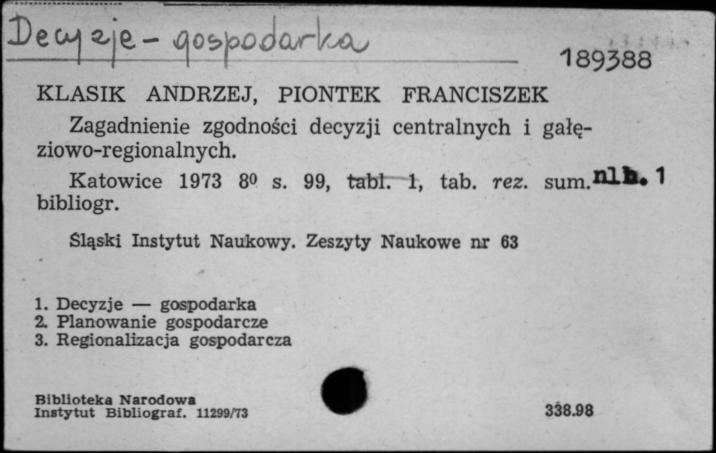 Decyzje - gospodarka
189388
KLASIK ANDRZEJ, PIONTEK FRANCISZEK
Zagadnienie zgodności decyzji centralnych i gałę-
ziowo-regionalnych.
Katowice 1973 8⁰ s. 99, tabl. 1, tab. rez. sum. nlb. 1
bibliogr.
Śląski Instytut Naukowy. Zeszyty Naukowe nr 63
1. Decyzje — gospodarka
2. Planowanie gospodarcze
3. Regionalizacja gospodarcza
Biblioteka Narodowa
Instytut Bibliograf. 11299/73
338.98